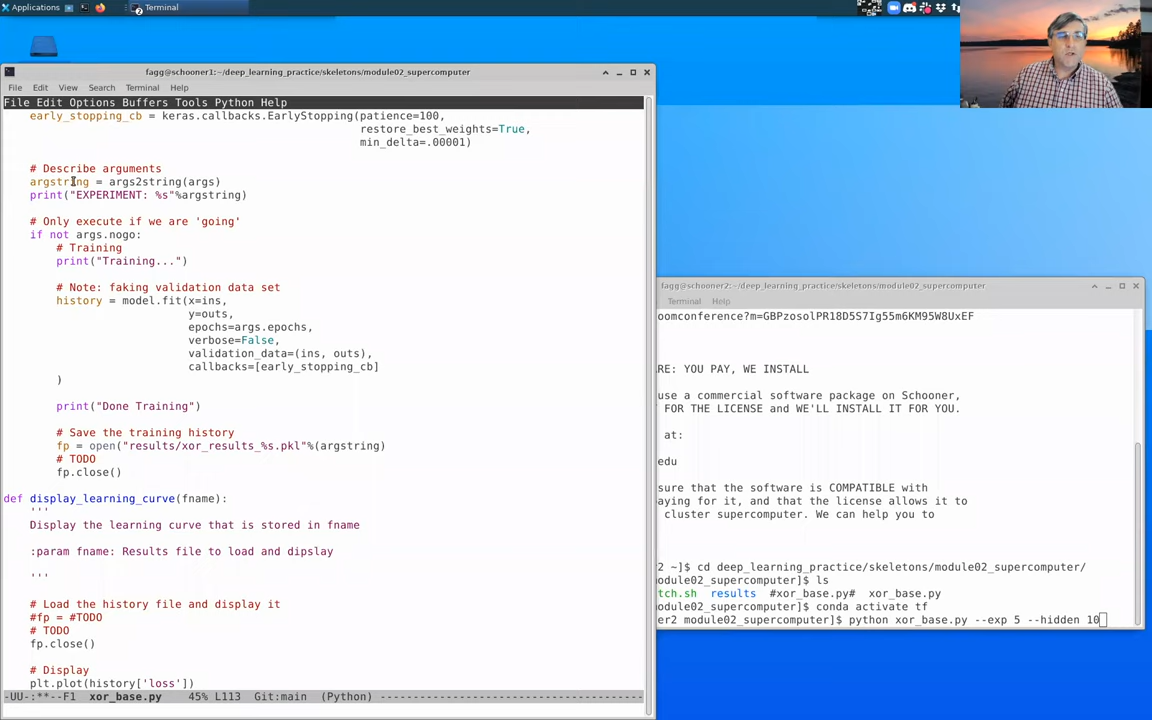 Applications
Terminal
fagg@schooner1:~/deep_learning_practice/skeletons/module02_supercomputer
File Edit View Search Terminal Help
File Edit Options Buffers Tools Python Help
early_stopping_cb = keras.callbacks.EarlyStopping(patience=100,
restore_best_weights=True,
min_delta=.00001)
# Describe arguments
argstring = args2string(args)
print("EXPERIMENT: %s"%argstring)
# Only execute if we are 'going'
if not args.nogo:
# Training
print("Training...")
# Note: faking validation data set
history = model.fit(x=ins,
y=outs,
epochs=args.epochs,
verbose=False,
validation_data=(ins, outs),
callbacks=[early_stopping_cb]
)
print("Done Training")
# Save the training history
fp = open("results/xor_results_%s.pkl"%(argstring)
# TODO
fp.close()
def display_learning_curve(fname):
'''
Display the learning curve that is stored in fname
:param fname: Results file to load and dipslay
'''
# Load the history file and display it
#fp = #TODO
# TODO
fp.close()
# Display
plt.plot(history['loss'])
-UU-:**--F1 xor_base.py 45% L113 Git:main (Python) ----------------------------------------
fagg@schooner2:~/deep_learning_practice/skeletons/module02_supercomputer
Terminal Help
oomconference?m=GBPzosolPR18D5S7Ig55m6KM95W8UxEF
RE: YOU PAY, WE INSTALL
use a commercial software package on Schooner,
FOR THE LICENSE and WE'LL INSTALL IT FOR YOU.
at:
edu
sure that the software is COMPATIBLE with
aying for it, and that the license allows it to
cluster supercomputer. We can help you to
r2 ~]$ cd deep_learning_practice/skeletons/module02_supercomputer/
module02_supercomputer]$ ls
tch.sh results #xor_base.py# xor_base.py
module02_supercomputer]$ conda activate tf
er2 module02_supercomputer]$ python xor_base.py --exp 5 --hidden 10